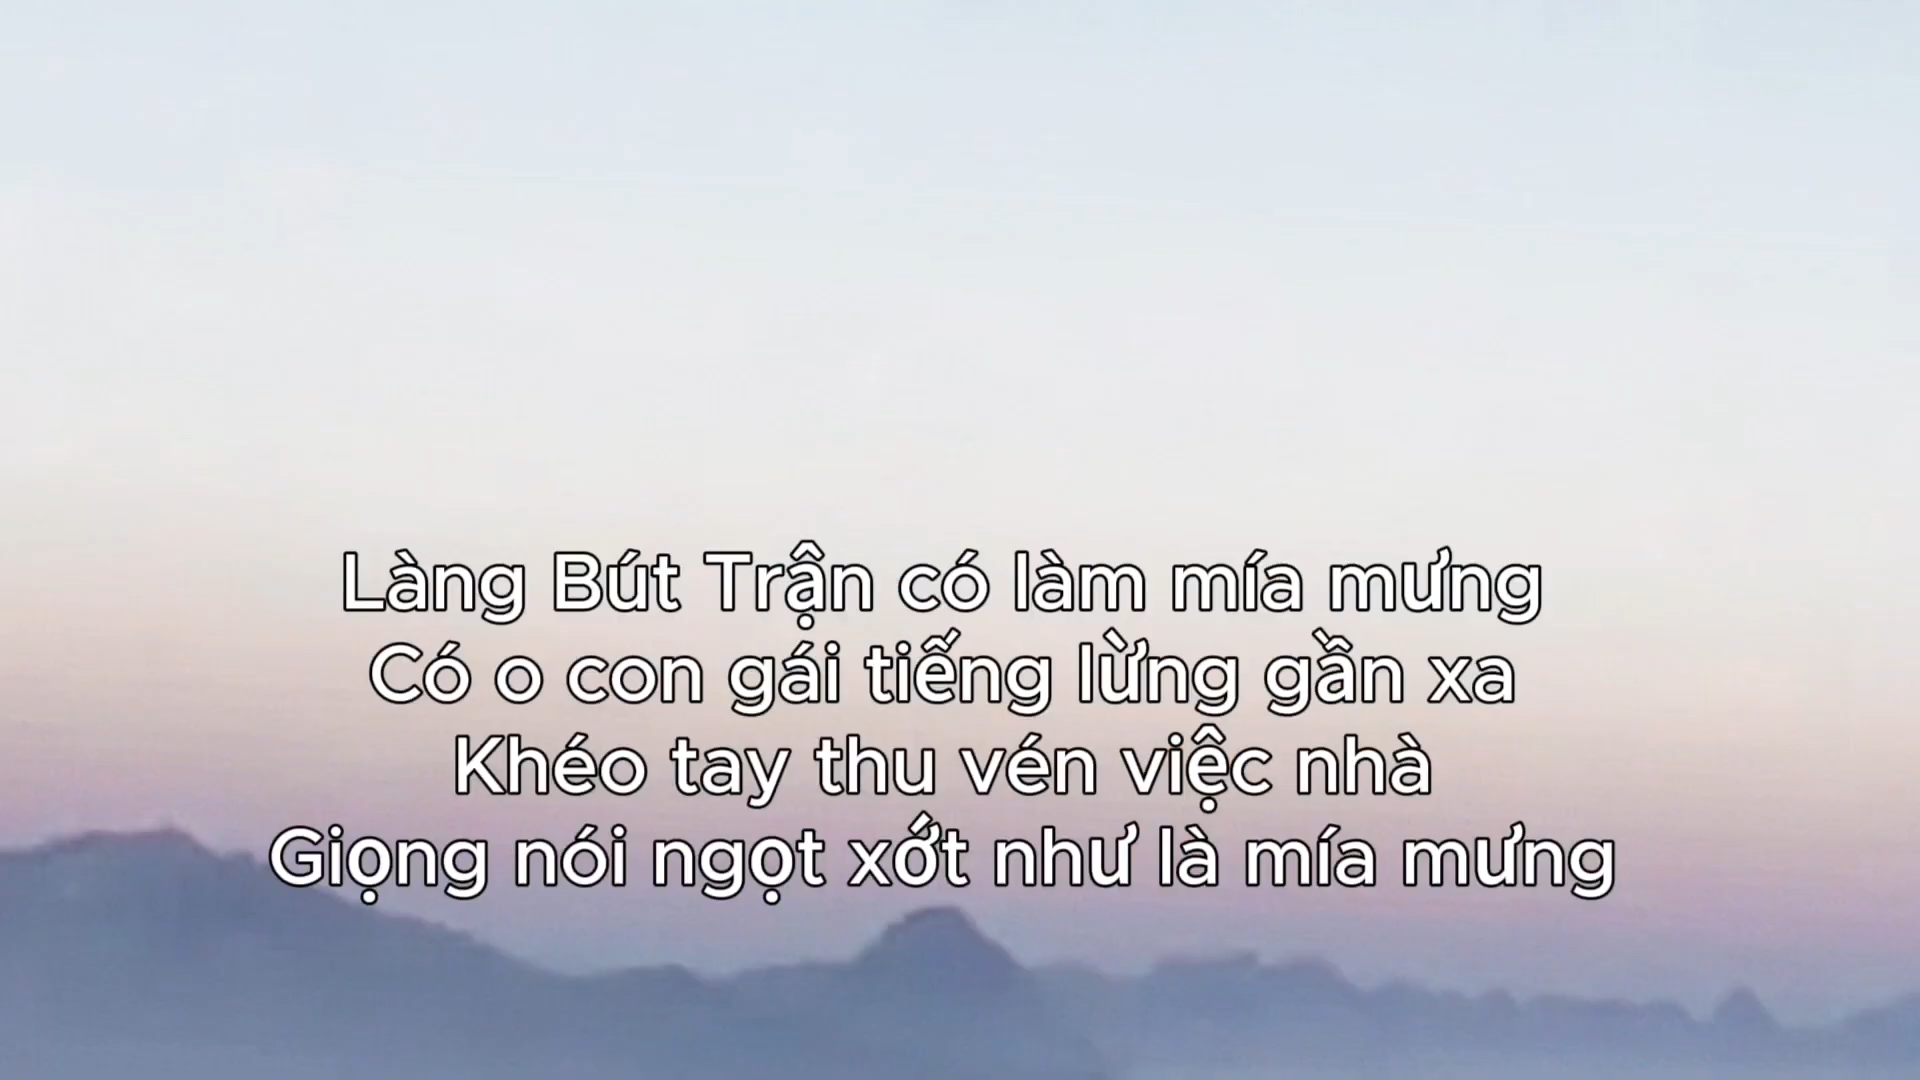 Làng Bút Trận có làm mía mưng
Có o con gái tiếng lừng gần xa
Khéo tay thu vén việc nhà
Giọng nói ngọt xớt như là mía mưng